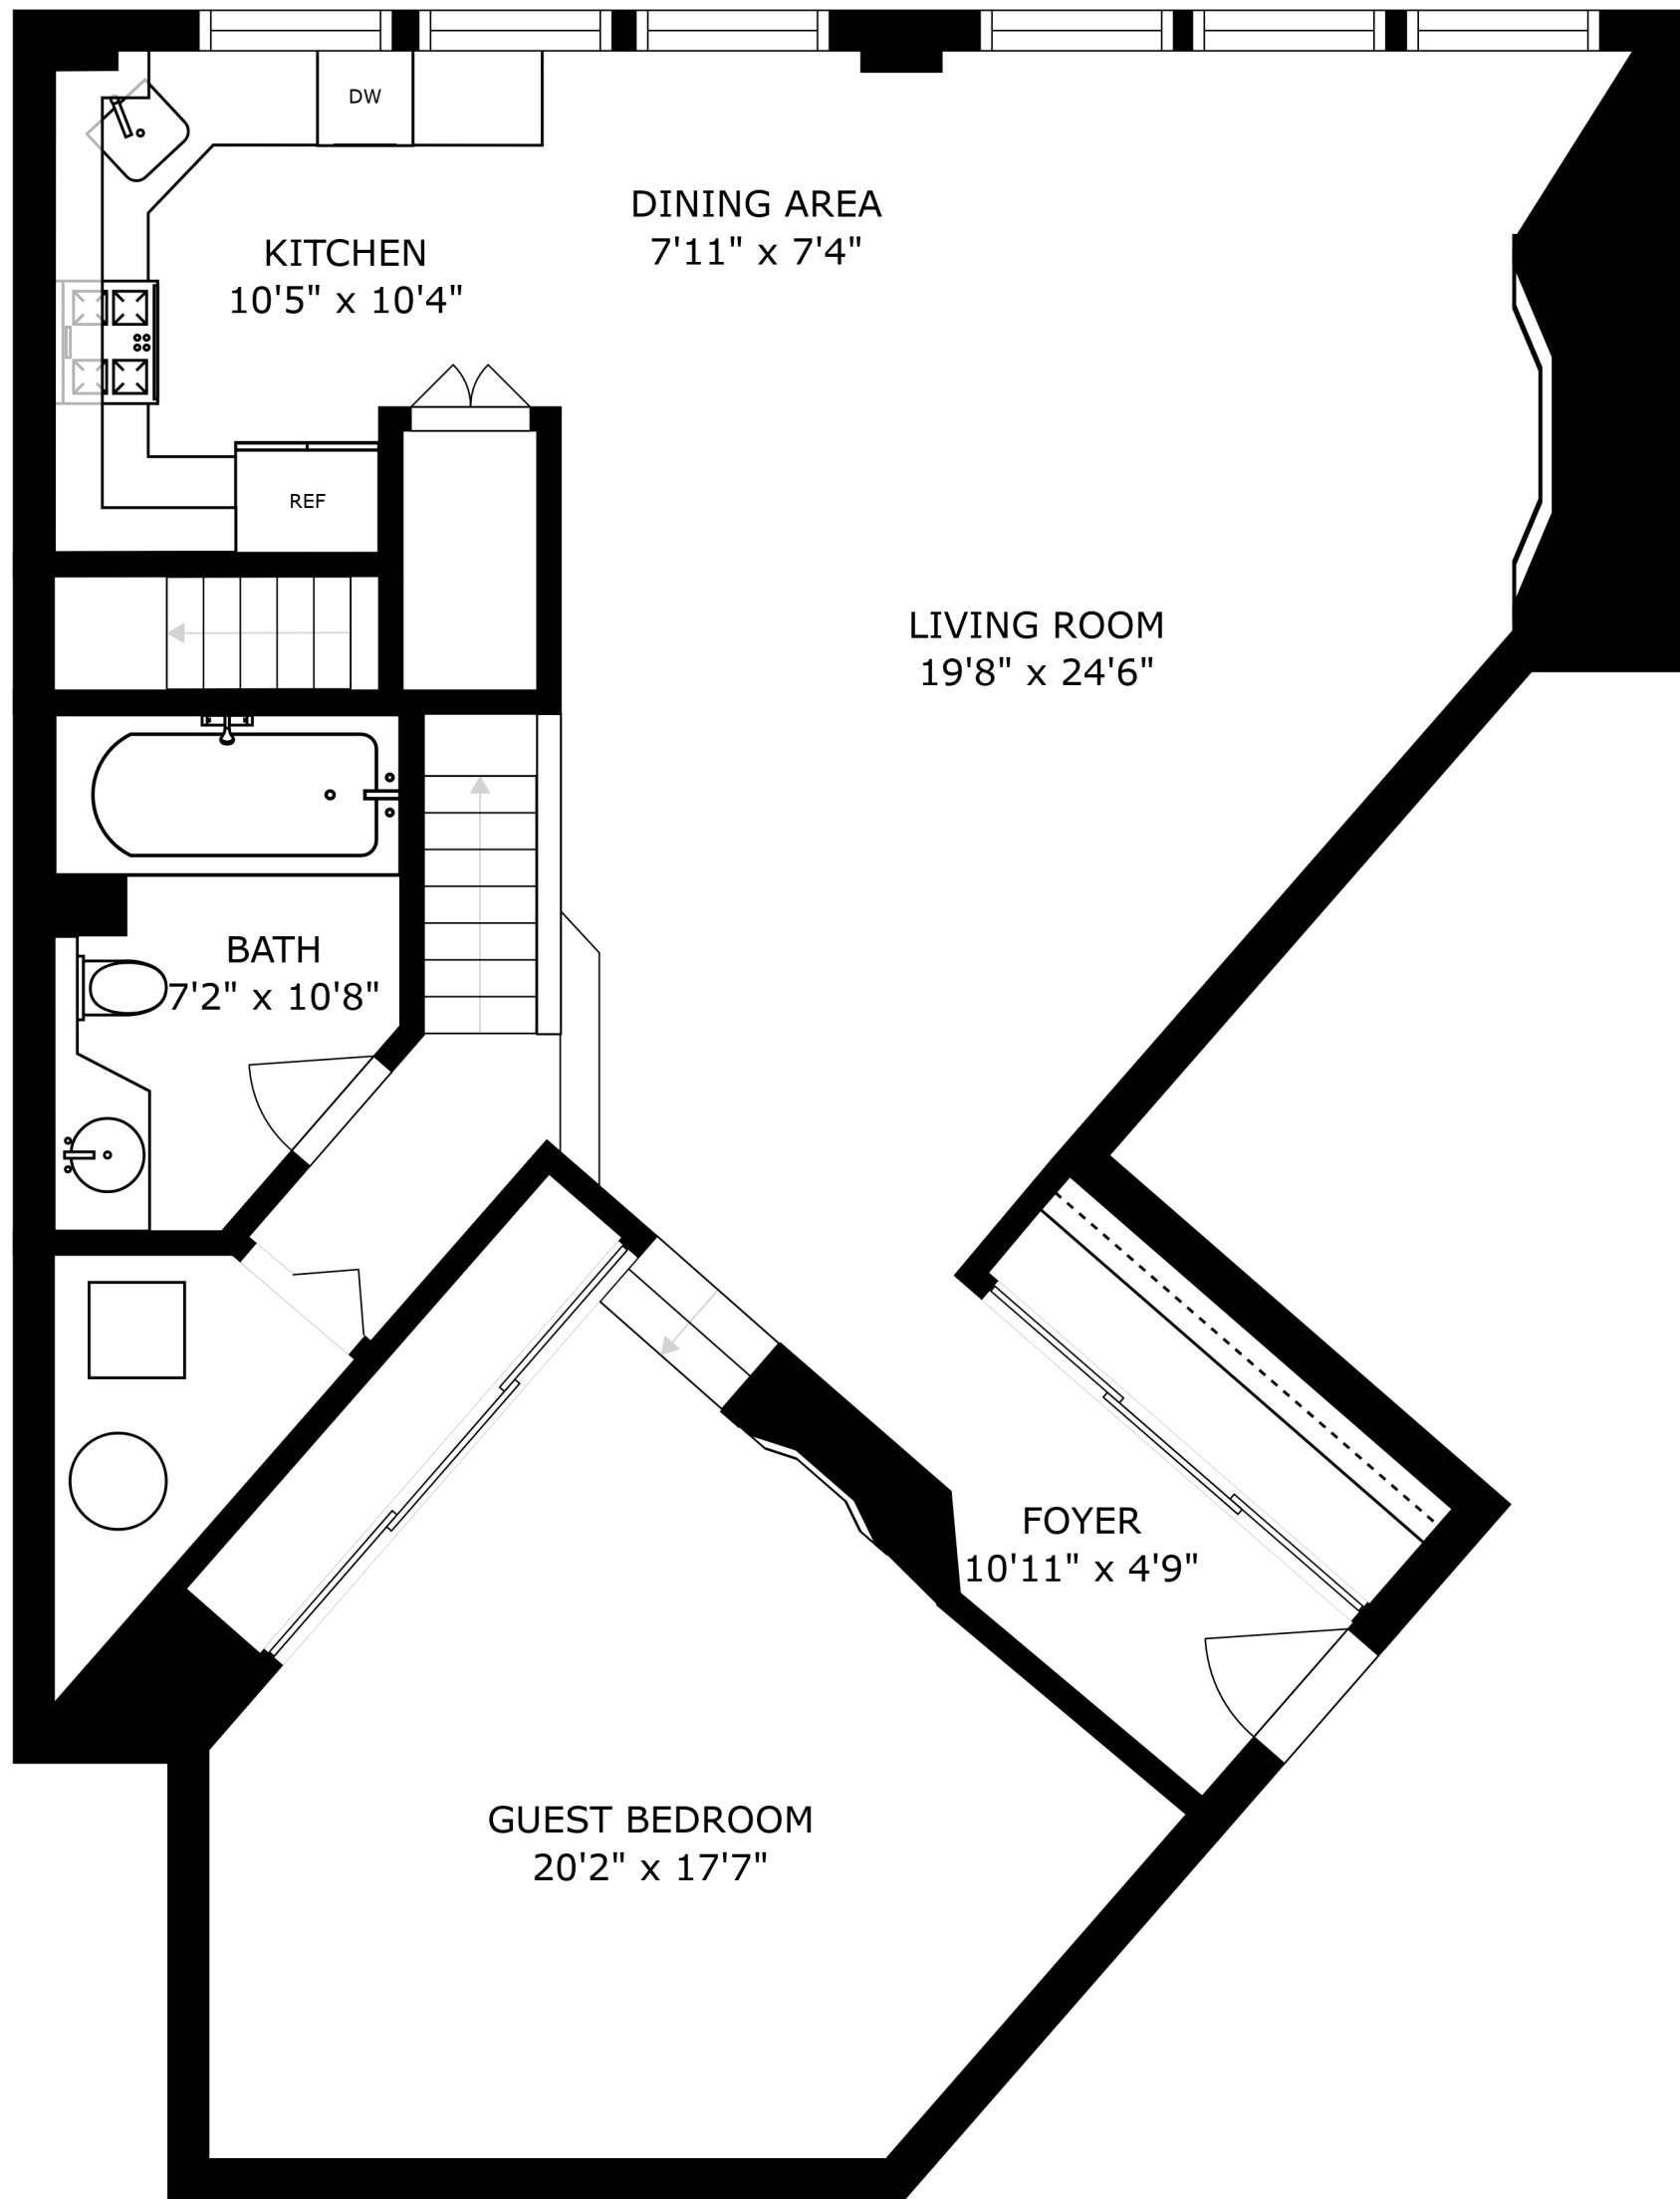 DW
DINING AREA
7'11" x 7'4"
KITCHEN
10'5" x 10'4"
REF
LIVING ROOM
19'8" x 24'6"
BATH
7'2" x 10'8"
FOYER
10'11" x 4'9"
GUEST BEDROOM
20'2" x 17'7"